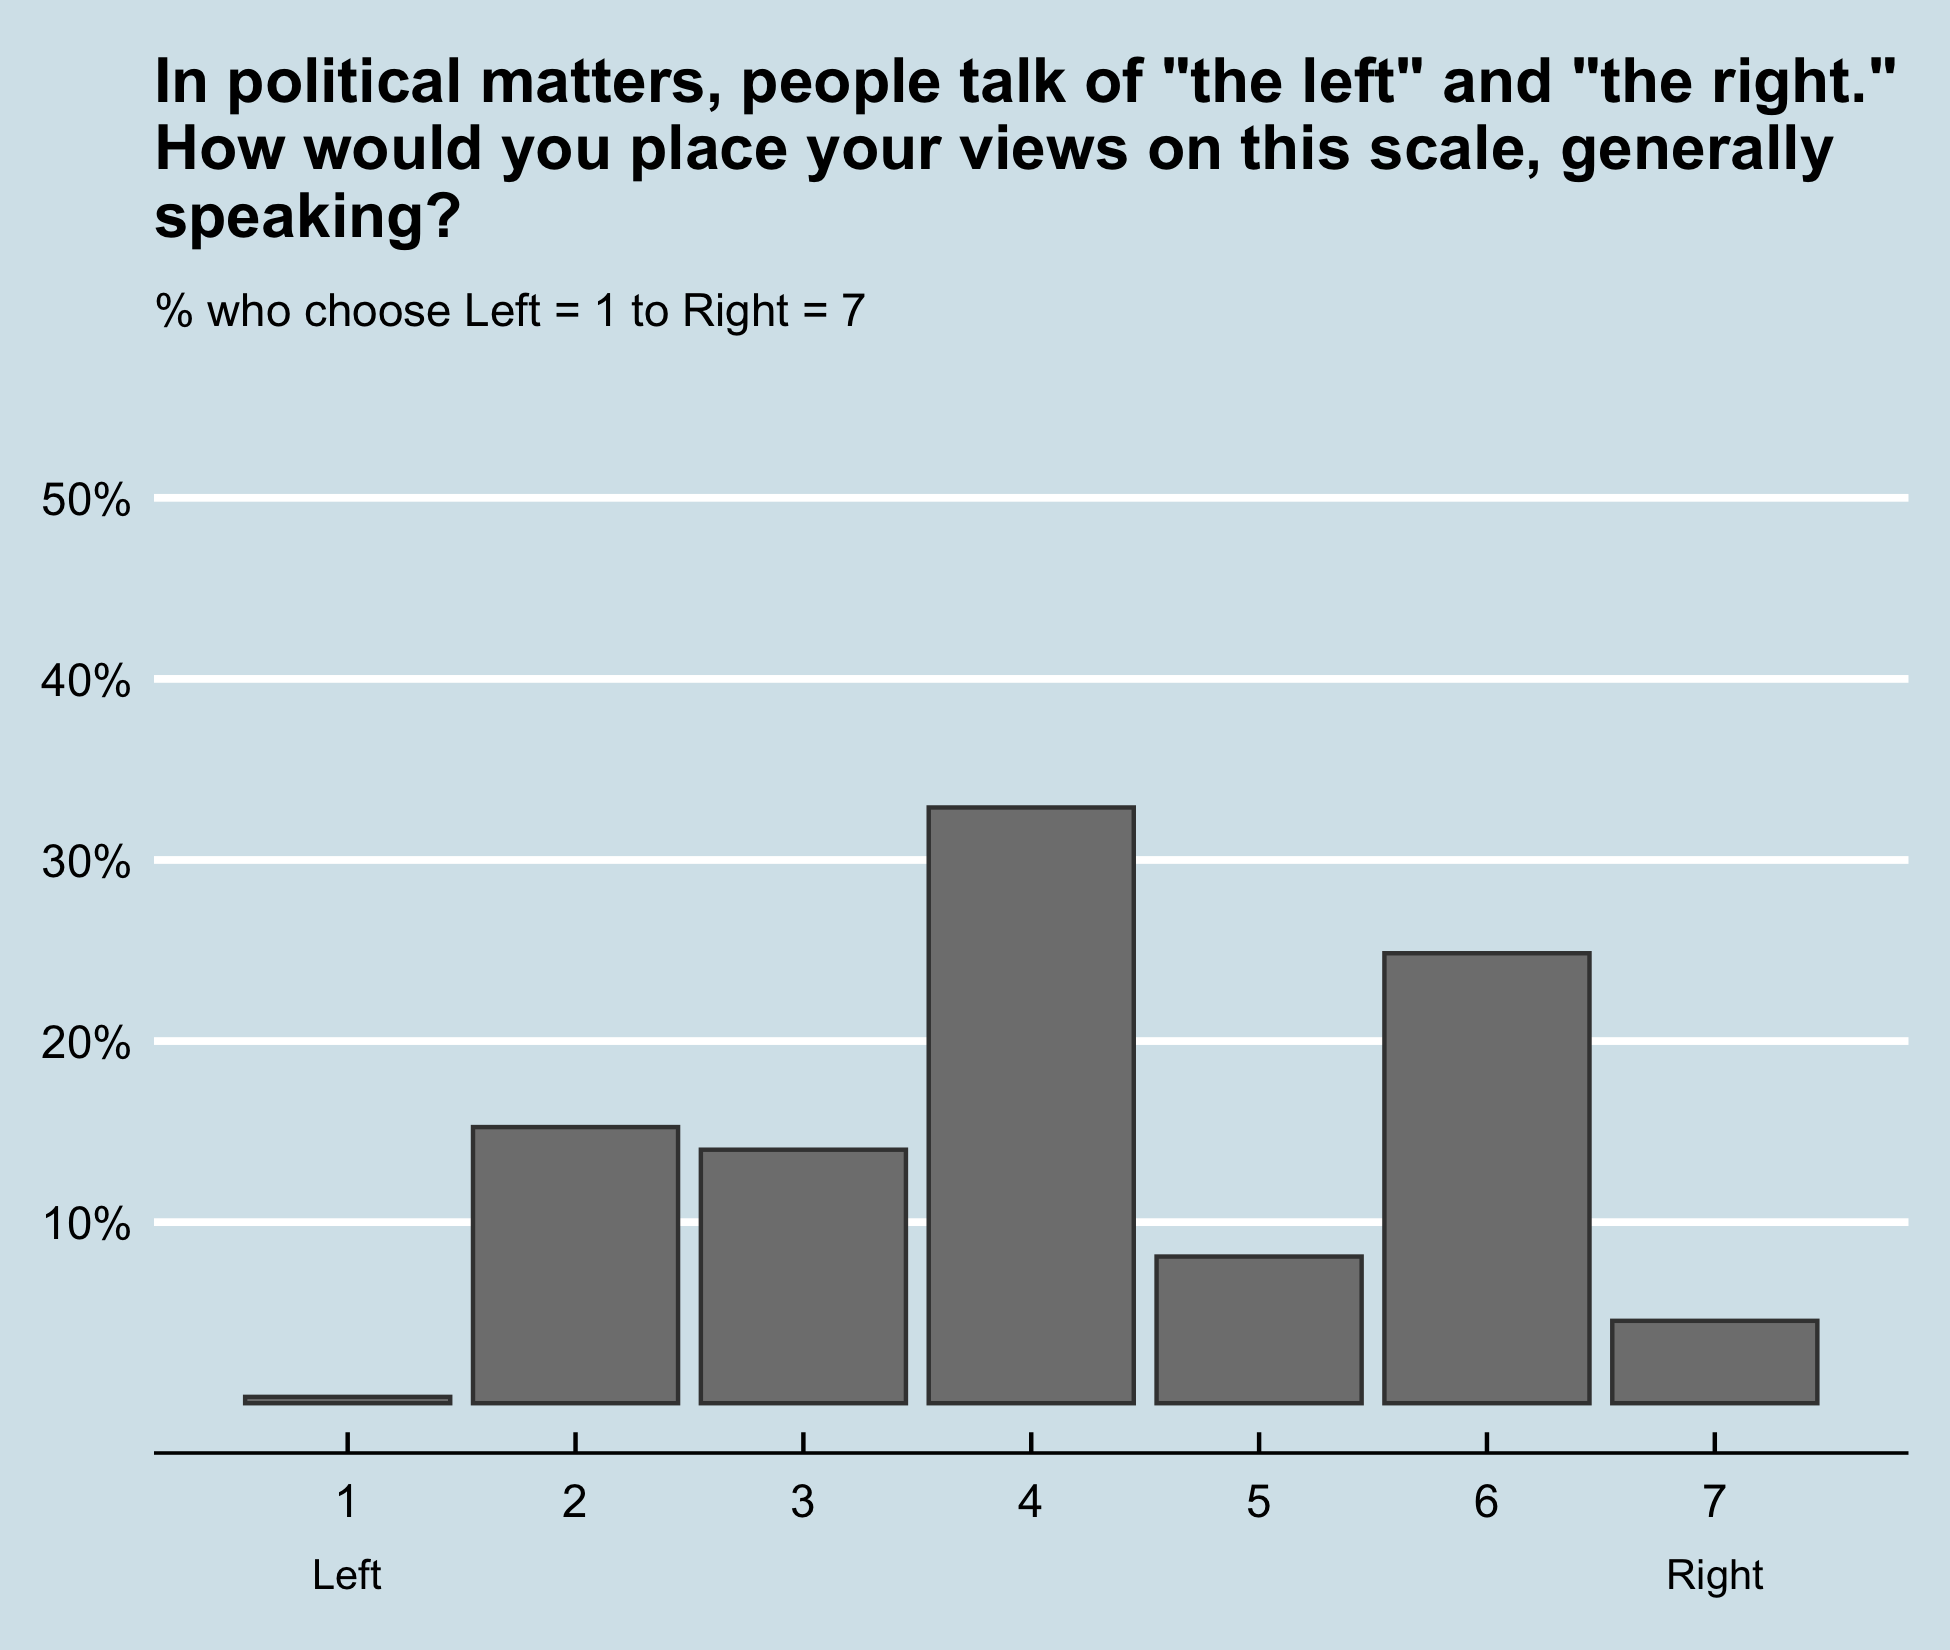 In political matters, people talk of "the left" and "the right."
How would you place your views on this scale, generally
speaking?
% who choose Left = 1 to Right = 7
50%
40%
30%
20%
10%
1 2 3 4 5 6 7
Left Right